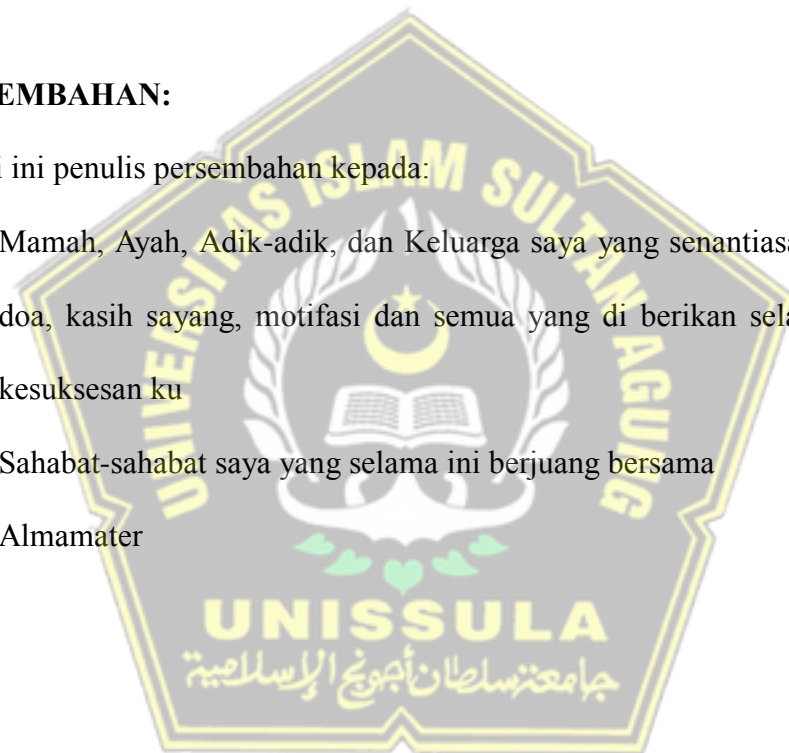 EMBAHAN:
i ini penulis persembahan kepada:
Mamah, Ayah, Adik-adik, dan Keluarga saya yang senantiasa
doa, kasih sayang, motifasi dan semua yang di berikan sela
kesuksesan ku
Sahabat-sahabat saya yang selama ini berjuang bersama
Almamater
UNIVERSITAS ISLAM SULTAN AGUNG
UNISSULA
جامعة سلطان أجونج الإسلامية